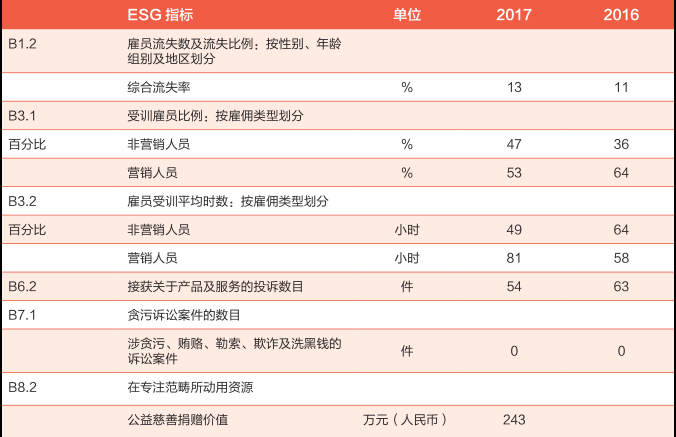 ESG 指标 单位 2017 2016
B1.2 雇员流失数及流失比例：按性别、年龄
组别及地区划分
综合流失率 % 13 11
B3.1 受训雇员比例：按雇佣类型划分
百分比 非营销人员 % 47 36
营销人员 % 53 64
B3.2 雇员受训平均时数：按雇佣类型划分
百分比 非营销人员 小时 49 64
营销人员 小时 81 58
B6.2 接获关于产品及服务的投诉数目 件 54 63
B7.1 贪污诉讼案件的数目
涉贪污、贿赂、勒索、欺诈及洗黑钱的
诉讼案件 件 0 0
B8.2 在专注范畴所动用资源
公益慈善捐赠价值 万元（人民币） 243